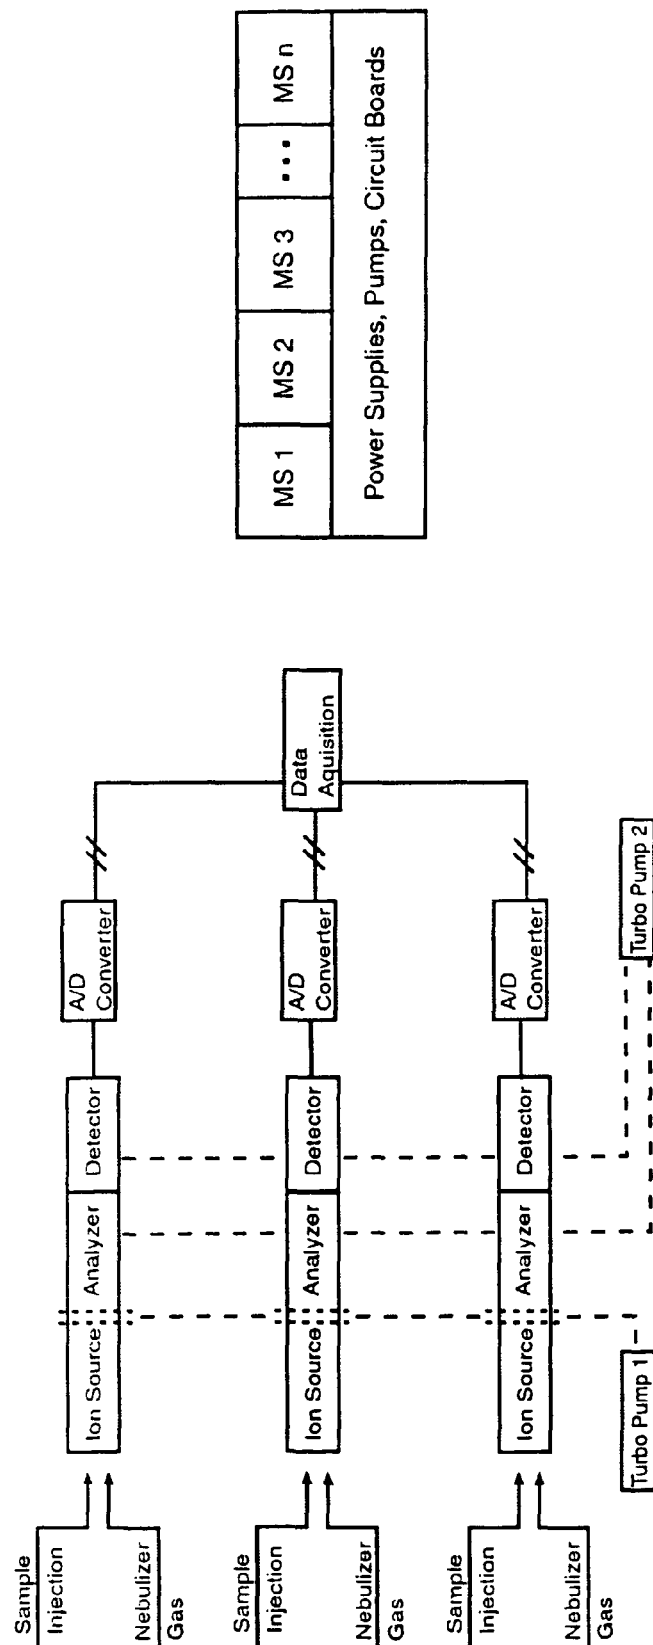 Sample
Injection
Nebulizer
Gas
Ion Source
Analyzer
Detector
A/D
Converter
Sample
Injection
Nebulizer
Gas
Ion Source
Analyzer
Detector
A/D
Converter
Data
Aquisition
Sample
Injection
Nebulizer
Gas
Ion Source
Analyzer
Detector
A/D
Converter
Turbo Pump 1
Turbo Pump 2
MS 1
MS 2
MS 3
...
MS n
Power Supplies, Pumps, Circuit Boards